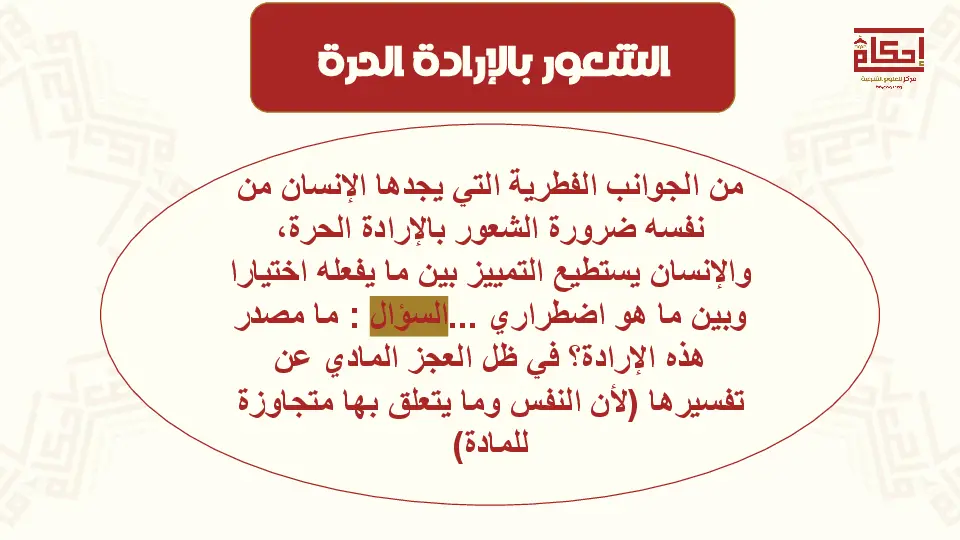 الشعور بالإرادة الحرة
إحكام
مركز للعلوم الشرعية
من الجوانب الفطرية التي يجدها الإنسان من
نفسه ضرورة الشعور بالإرادة الحرة،
والإنسان يستطيع التمييز بين ما يفعله اختيارا
وبين ما هو اضطراري ...السؤال : ما مصدر
هذه الإرادة؟ في ظل العجز المادي عن
تفسيرها (لأن النفس وما يتعلق بها متجاوزة
للمادة)